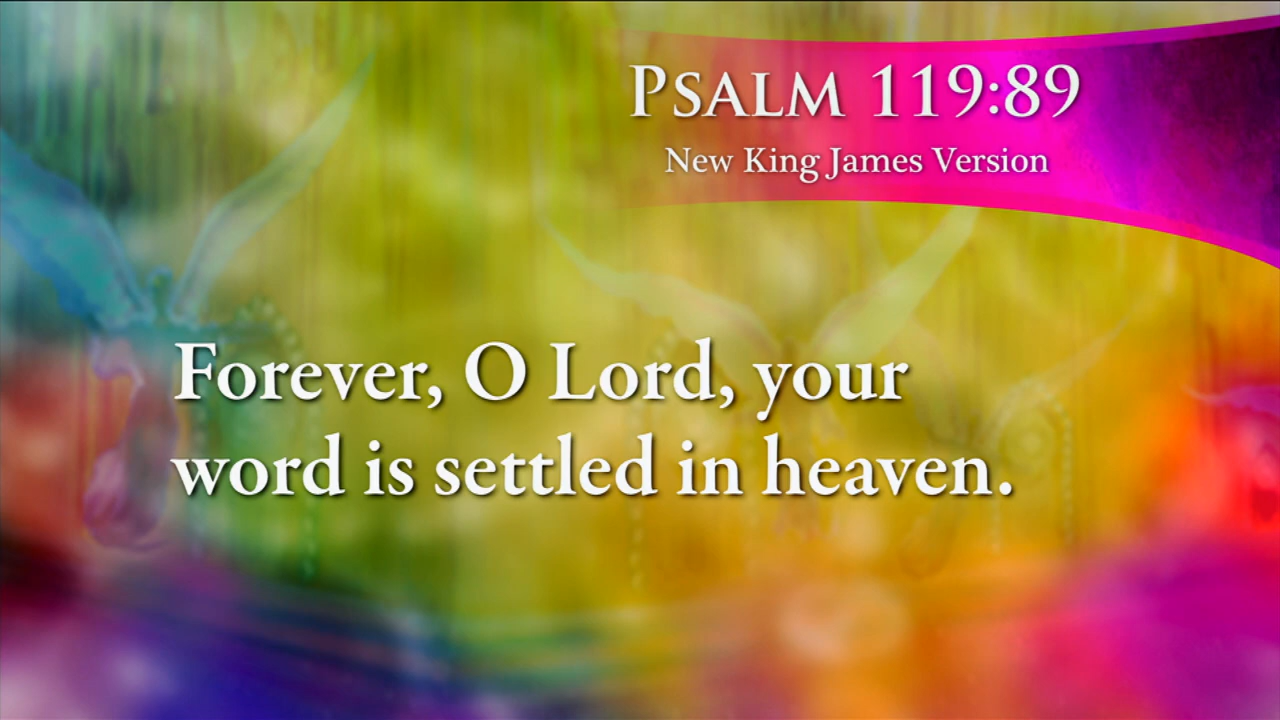 Psalm 119:89
New King James Version
Forever, O Lord, your
word is settled in heaven.